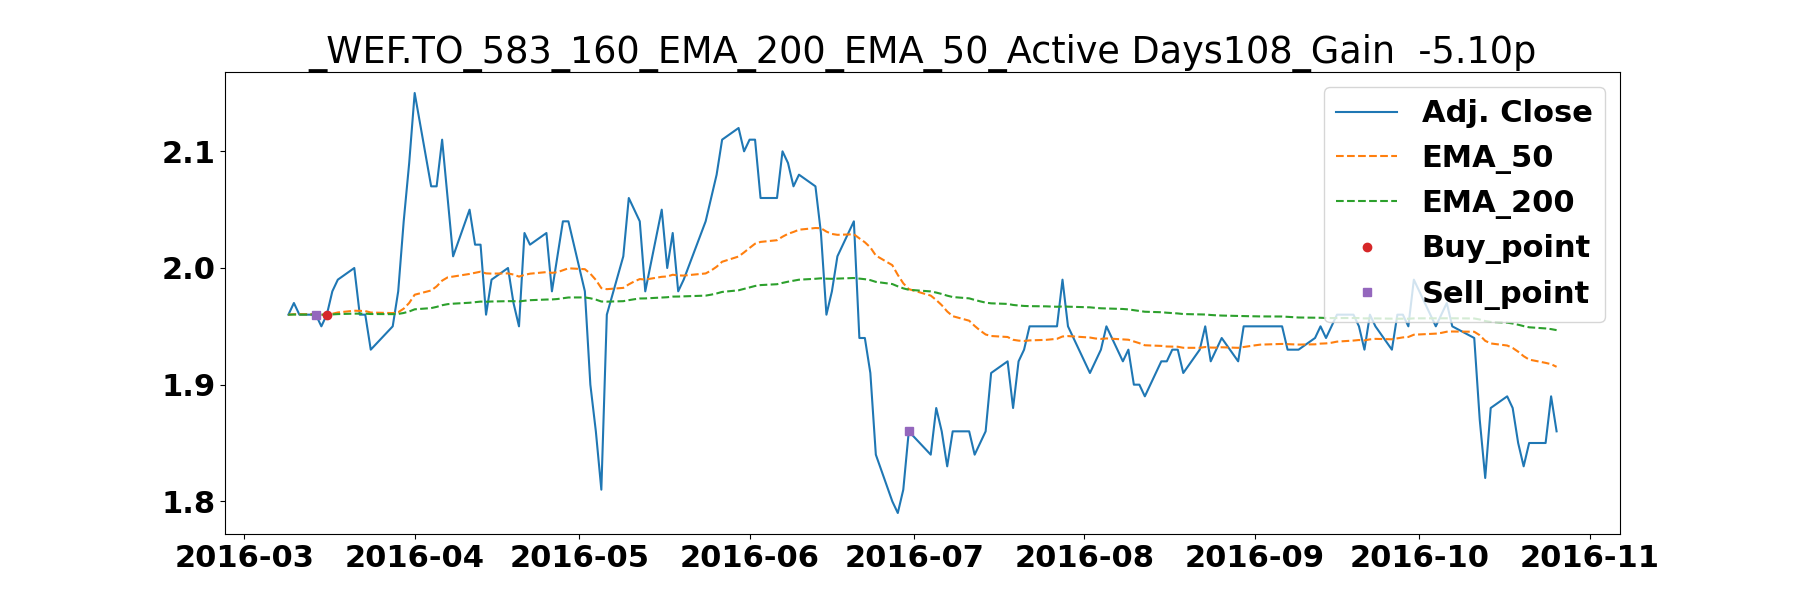 _WEF.TO_583_160_EMA_200_EMA_50_Active Days108_Gain  -5.10p
Adj. Close
EMA_50
EMA_200
Buy_point
Sell_point
2.1
2.0
1.9
1.8
2016-03 2016-04 2016-05 2016-06 2016-07 2016-08 2016-09 2016-10 2016-11